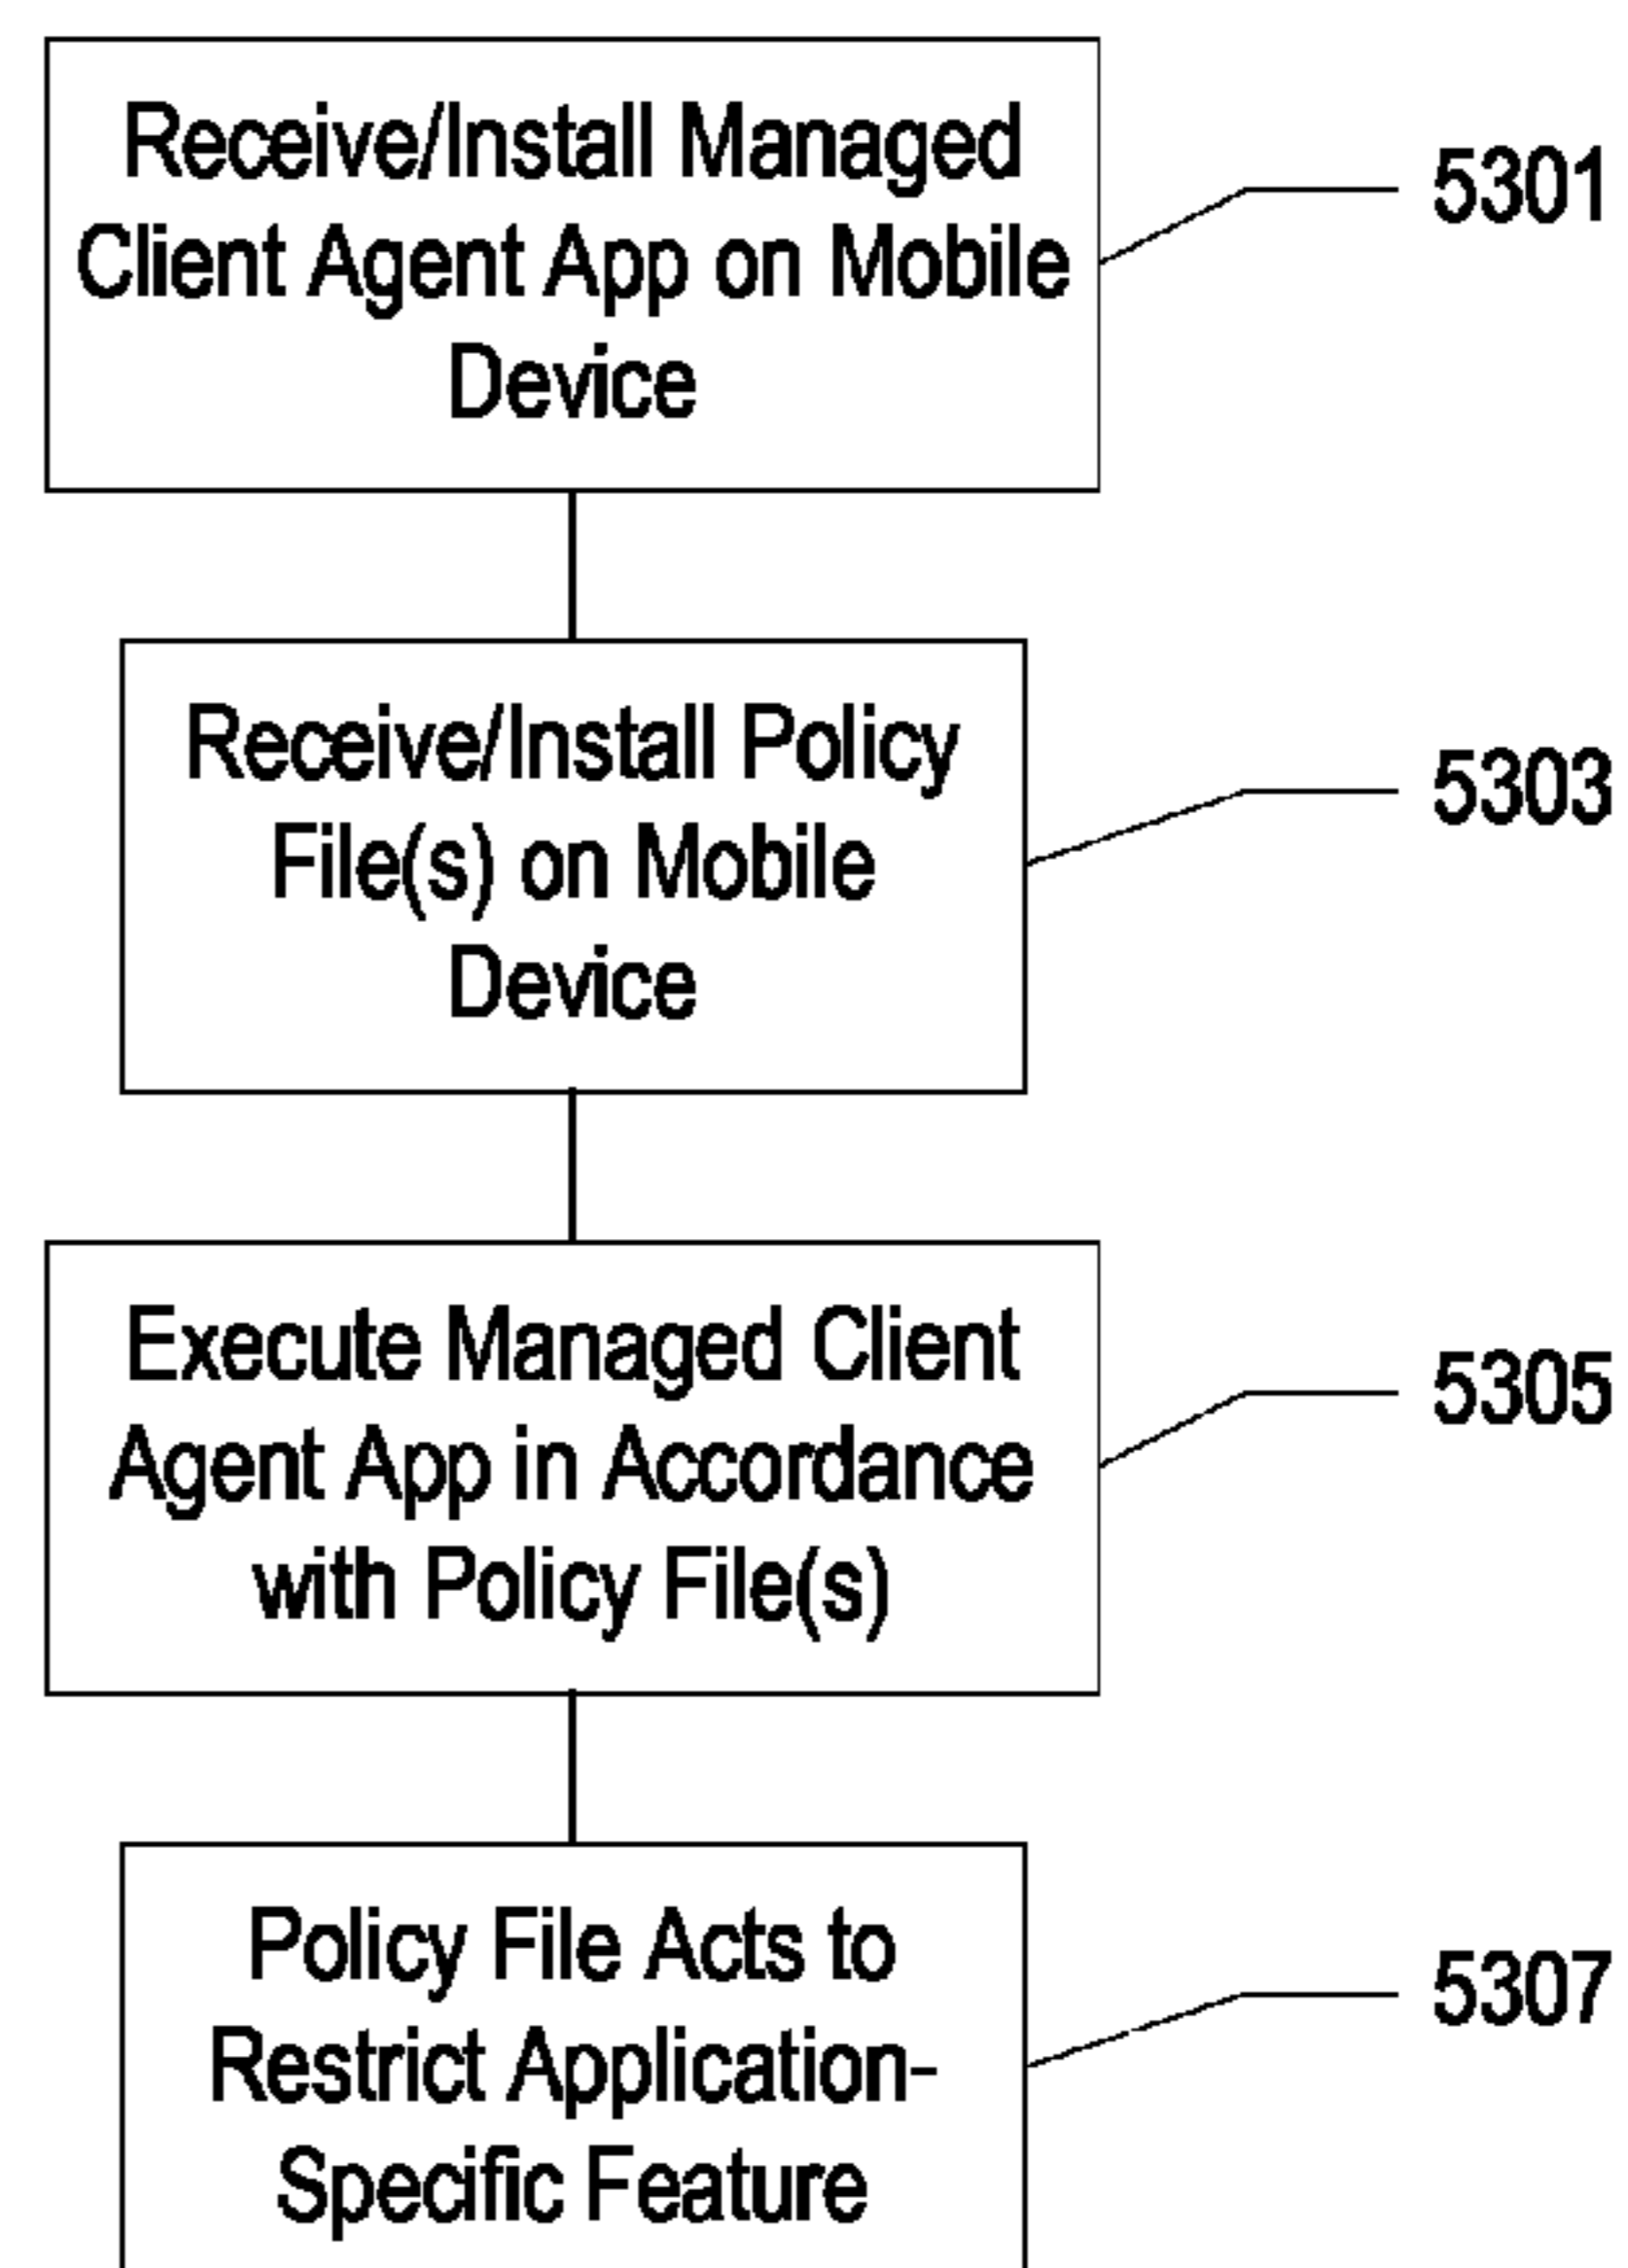 Receive/Install Managed
Client Agent App on Mobile
Device
5301
Receive/Install Policy
File(s) on Mobile
Device
5303
Execute Managed Client
Agent App in Accordance
with Policy File(s)
5305
Policy File Acts to
Restrict Application-
Specific Feature
5307